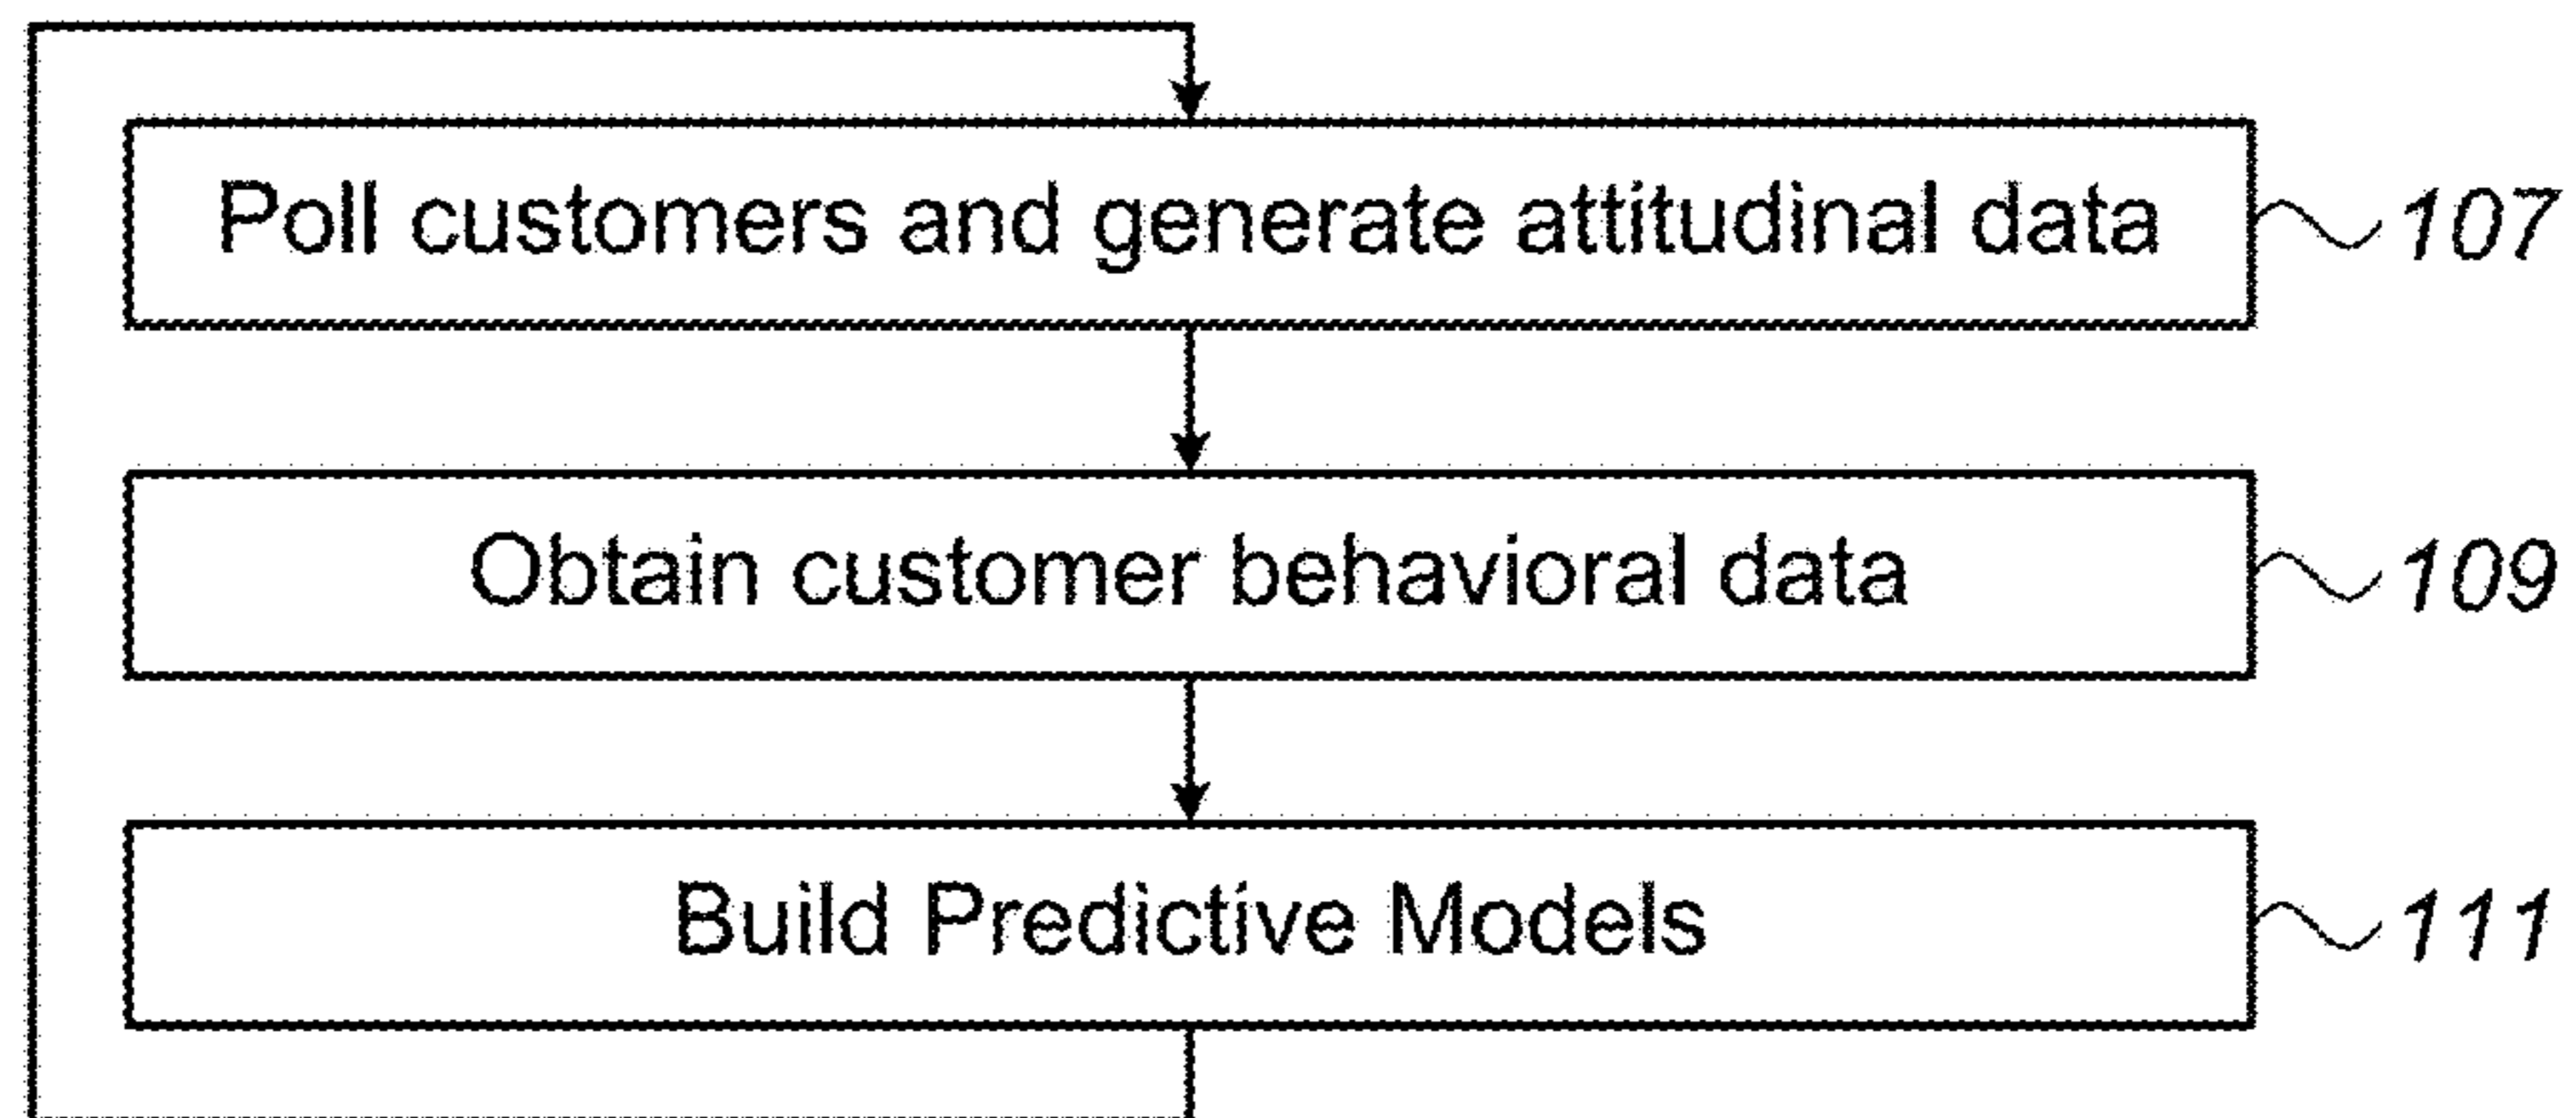 Poll customers and generate attitudinal data 107
Obtain customer behavioral data 109
Build Predictive Models 111